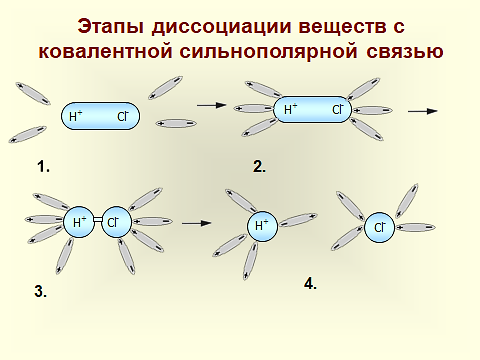 Этапы диссоциации веществ с
ковалентной сильнополярной связью
H+ Cl-
H+ Cl-
1.
2.
H+ Cl-
H+
Cl-
3.
4.